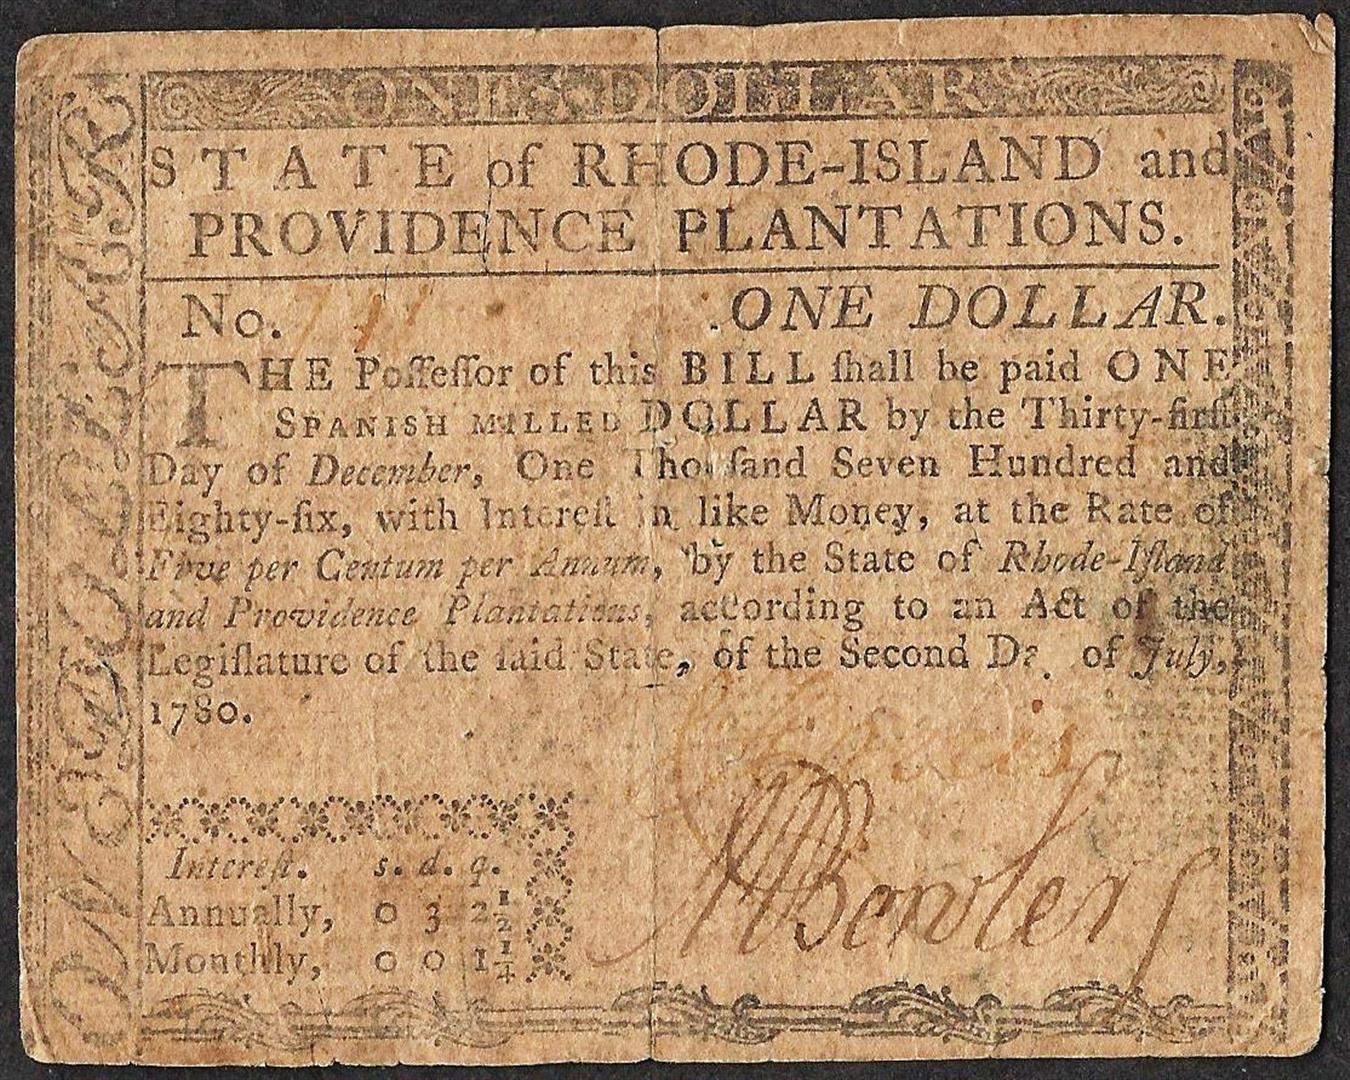 ONE DOLLAR
ONE DOLLAR
STATE of RHODE-ISLAND and
PROVIDENCE PLANTATIONS.
No.
ONE DOLLAR.
THE Poſſeſſor of this BILL ſhall be paid ONE
SPANISH MILLED DOLLAR by the Thirty-firſt
Day of December, One Thouſand Seven Hundred and
Eighty-ſix, with Intereſt in like Money, at the Rate of
Five per Centum per Annum, by the State of Rhode-Iſland
and Providence Plantations, according to an Act of the
Legiſlature of the ſaid State, of the Second Da of July,
1780.
Intereſt. s. d. q.
Annually, 0 3 2½
Monthly, 0 0 1¼
Bowler